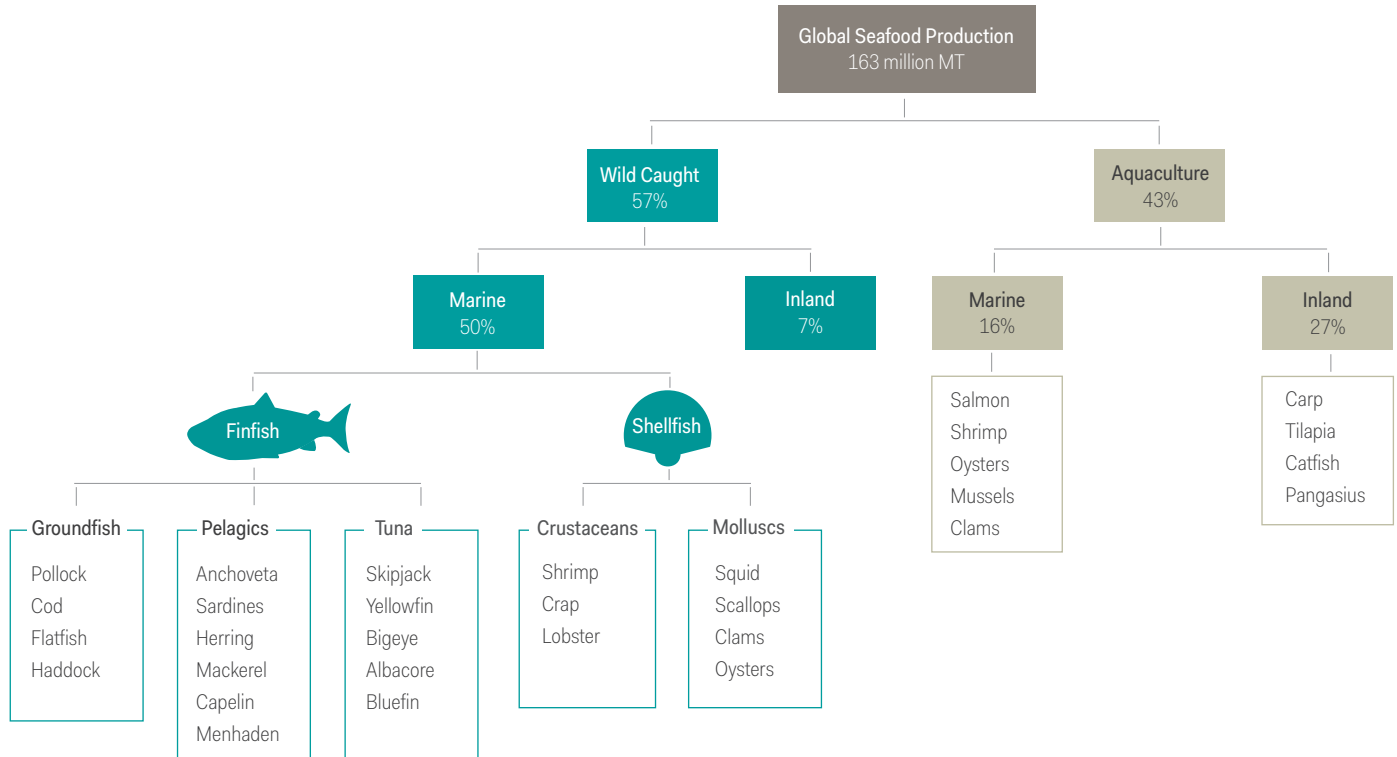 Global Seafood Production
163 million MT
Wild Caught
57%
Aquaculture
43%
Marine
50%
Inland
7%
Marine
16%
Inland
27%
Finfish
Shellfish
Groundfish
Pollock
Cod
Flatfish
Haddock
Pelagics
Anchoveta
Sardines
Herring
Mackerel
Capelin
Menhaden
Tuna
Skipjack
Yellowfin
Bigeye
Albacore
Bluefin
Crustaceans
Shrimp
Crap
Lobster
Molluscs
Squid
Scallops
Clams
Oysters
Salmon
Shrimp
Oysters
Mussels
Clams
Carp
Tilapia
Catfish
Pangasius